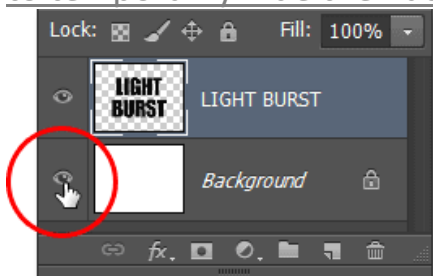 Lock: Fill: 100%
LIGHT
BURST
LIGHT BURST
Background
fx.